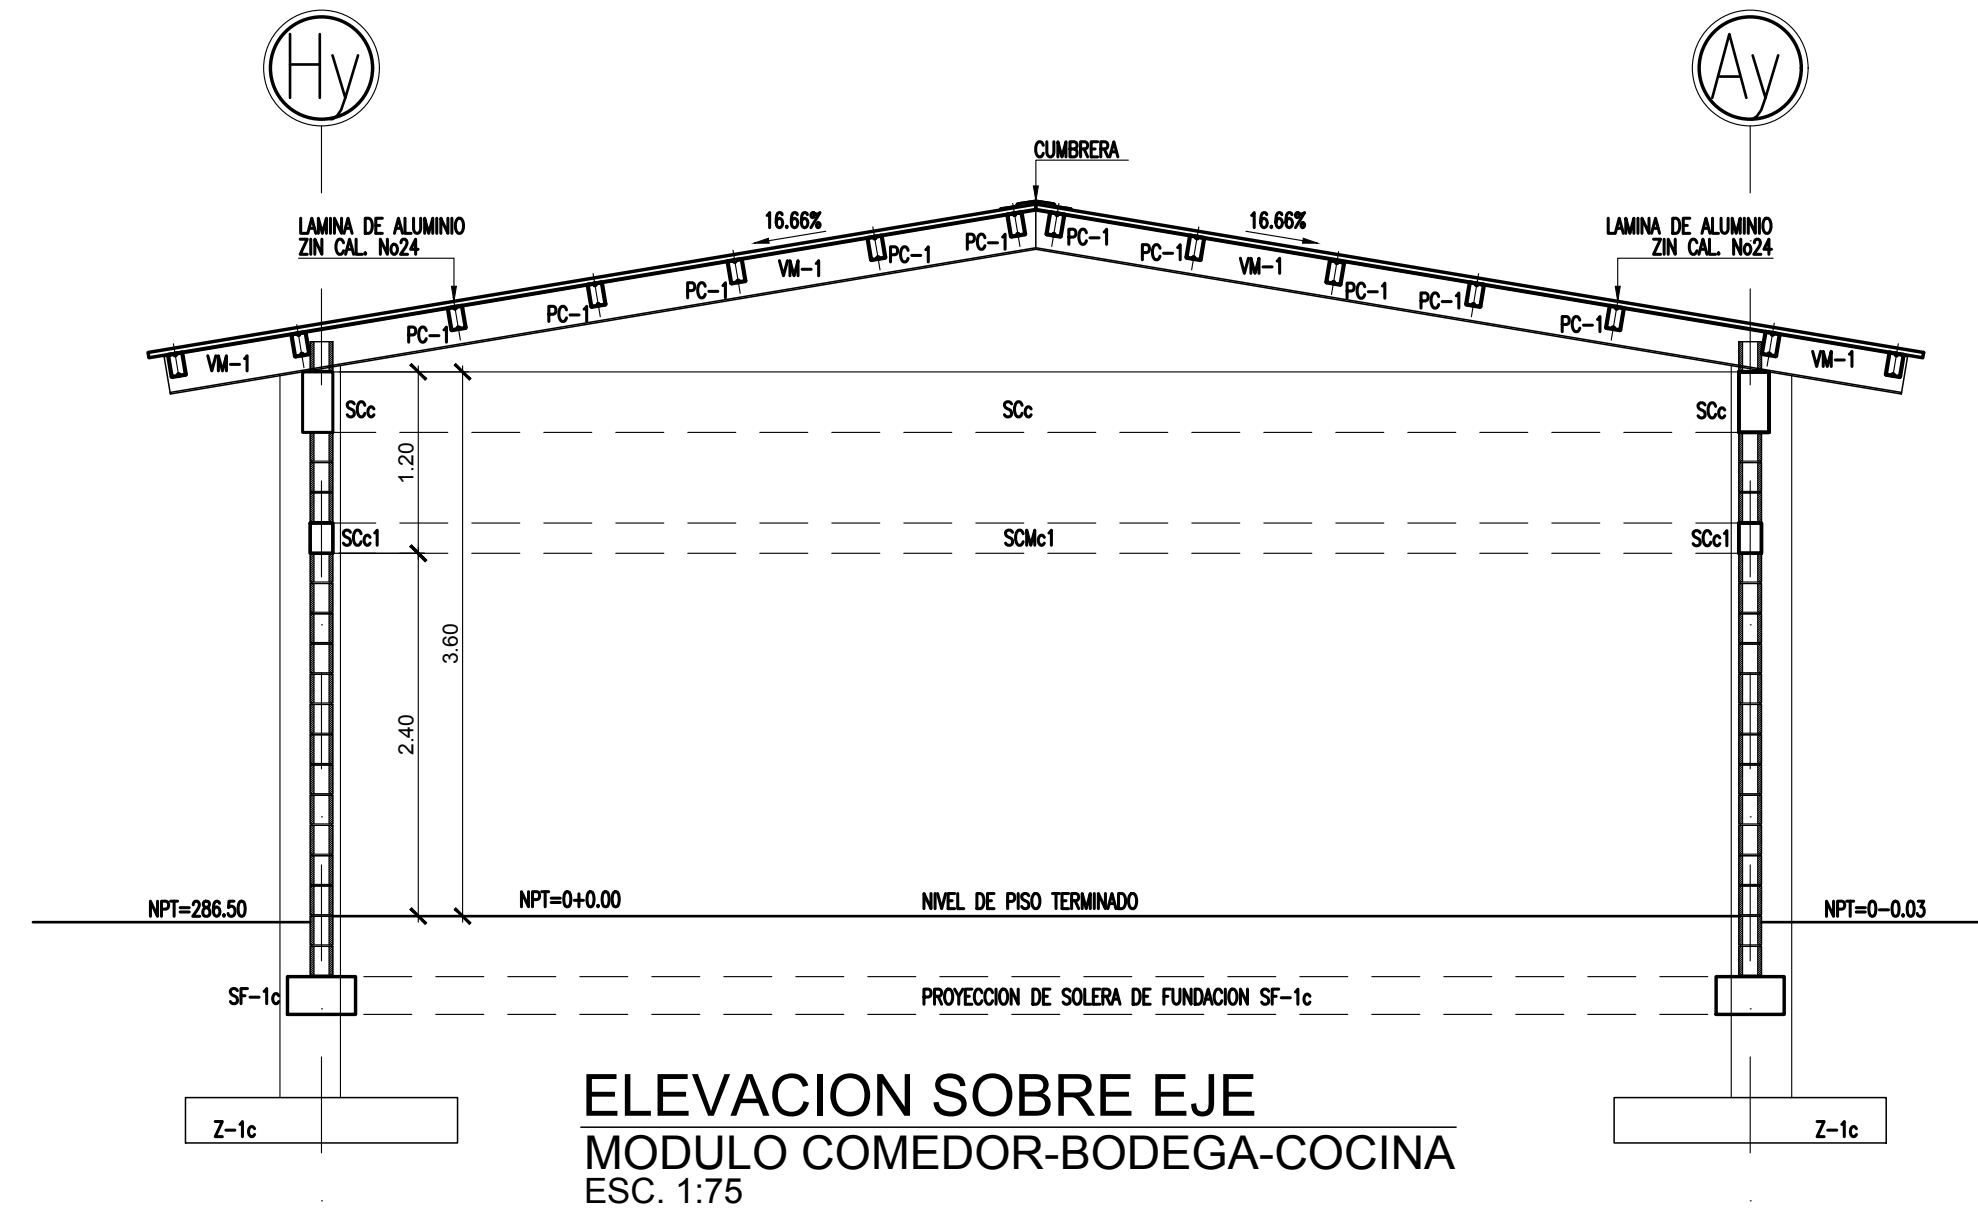 Hy
Ay
CUMBRERA
LAMINA DE ALUMINIO
ZIN CAL. No24
16.66%
16.66%
LAMINA DE ALUMINIO
ZIN CAL. No24
PC-1
PC-1
PC-1
PC-1
VM-1
VM-1
PC-1
PC-1
PC-1
PC-1
PC-1
PC-1
VM-1
VM-1
SCc
SCc
SCc
1.20
SCc1
SCMc1
SCc1
3.60
2.40
NPT=286.50
NPT=0+0.00
NIVEL DE PISO TERMINADO
NPT=0-0.03
SF-1c
PROYECCION DE SOLERA DE FUNDACION SF-1c
ELEVACION SOBRE EJE
MODULO COMEDOR-BODEGA-COCINA
ESC. 1:75
Z-1c
Z-1c